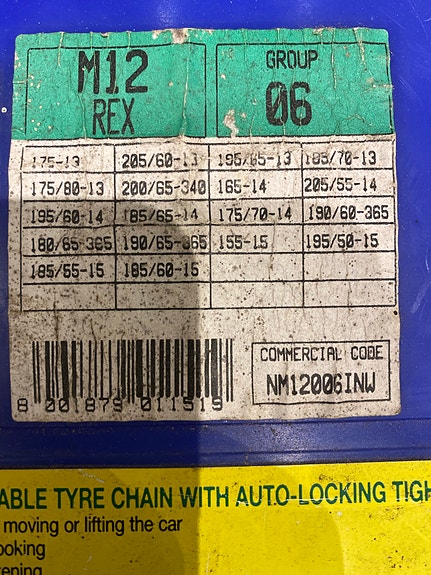 M12
REX
GROUP
06
175-13 205/60-13 195/65-13 185/70-13
175/80-13 200/65-340 165-14 205/55-14
195/60-14 185/65-14 175/70-14 190/60-365
180/65-365 190/65-365 155-15 195/50-15
185/55-15 185/60-15
8 001879 011519
COMMERCIAL CODE
NM12006INW
ABLE TYRE CHAIN WITH AUTO-LOCKING TIGH
moving or lifting the car
ooking
ening